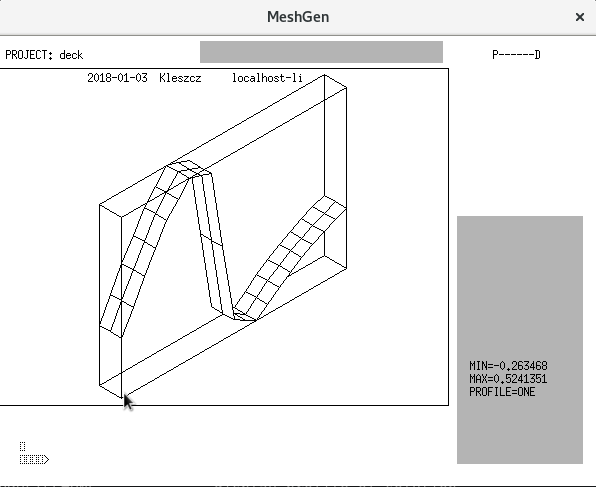 MeshGen
PROJECT: deck
P------D
2018-01-03 Kleszcz localhost-li
MIN=-0.263468
MAX=0.5241351
PROFILE=ONE